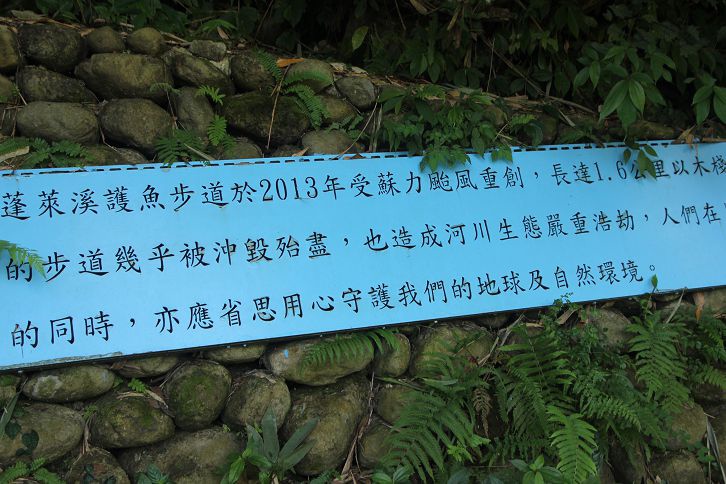 蓬萊溪護魚步道於2013年受蘇力颱風重創，長達1.6公里以木棧
的步道幾乎被沖毀殆盡，也造成河川生態嚴重浩劫，人們在
的同時，亦應省思用心守護我們的地球及自然環境。